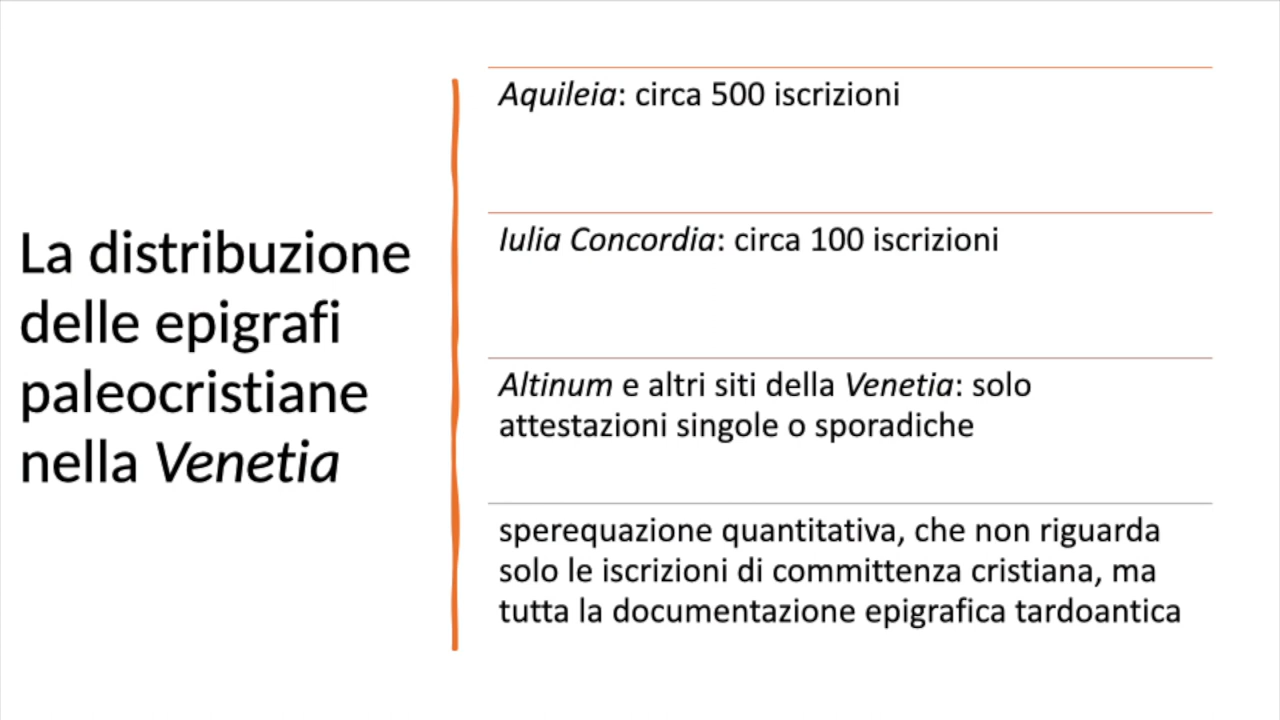 La distribuzione
delle epigrafi
paleocristiane
nella Venetia
Aquileia: circa 500 iscrizioni
Iulia Concordia: circa 100 iscrizioni
Altinum e altri siti della Venetia: solo
attestazioni singole o sporadiche
sperequazione quantitativa, che non riguarda
solo le iscrizioni di committenza cristiana, ma
tutta la documentazione epigrafica tardoantica